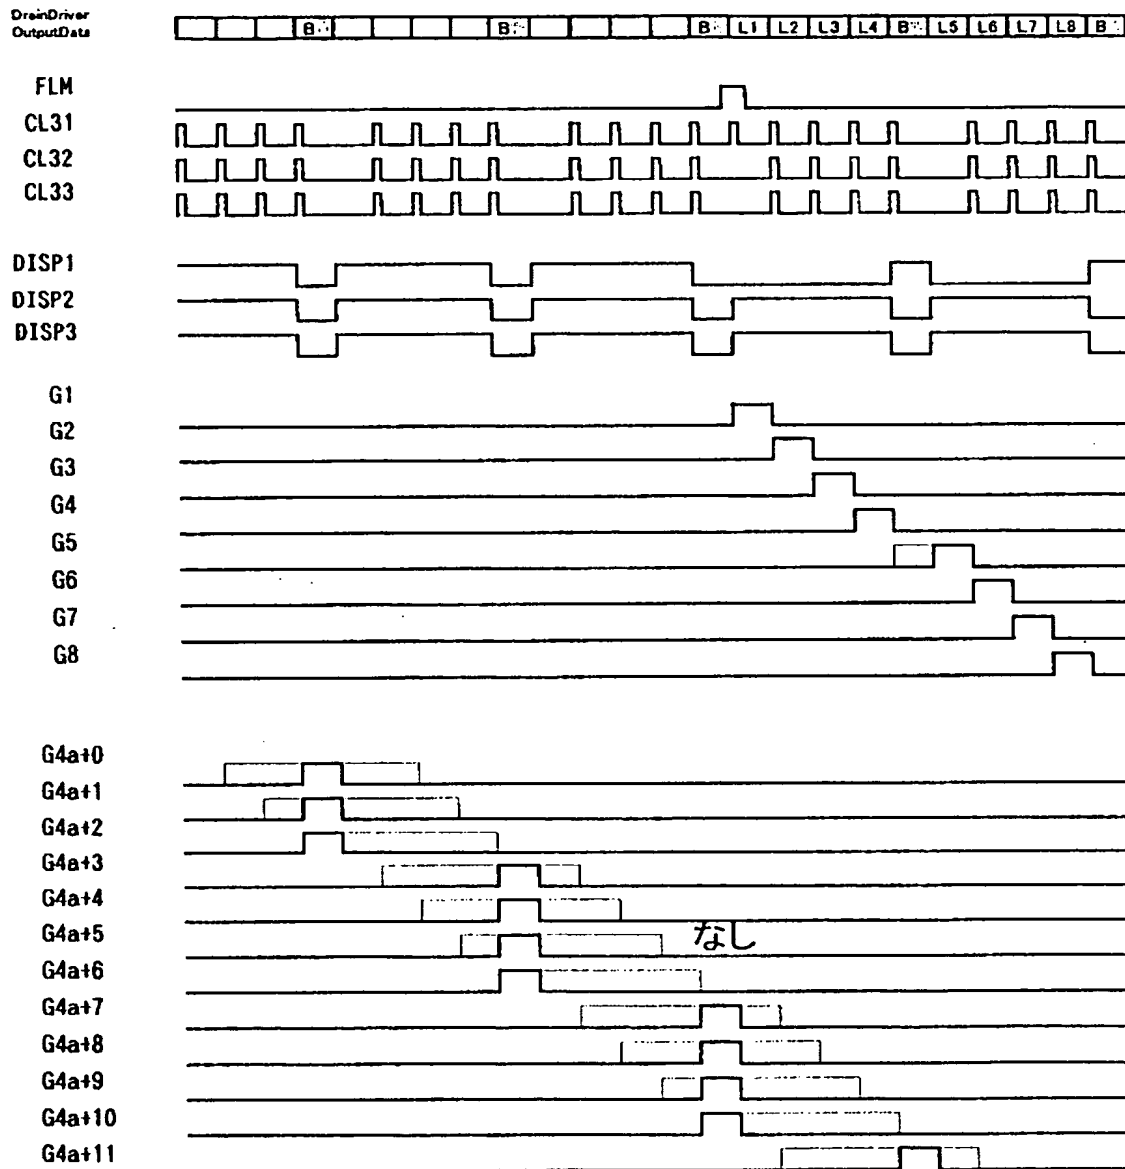 DrainDriver
OutputData
B B B L1 L2 L3 L4 B L5 L6 L7 L8 B
FLM
CL31
CL32
CL33
DISP1
DISP2
DISP3
G1
G2
G3
G4
G5
G6
G7
G8
G4a+0
G4a+1
G4a+2
G4a+3
G4a+4
G4a+5
なし
G4a+6
G4a+7
G4a+8
G4a+9
G4a+10
G4a+11